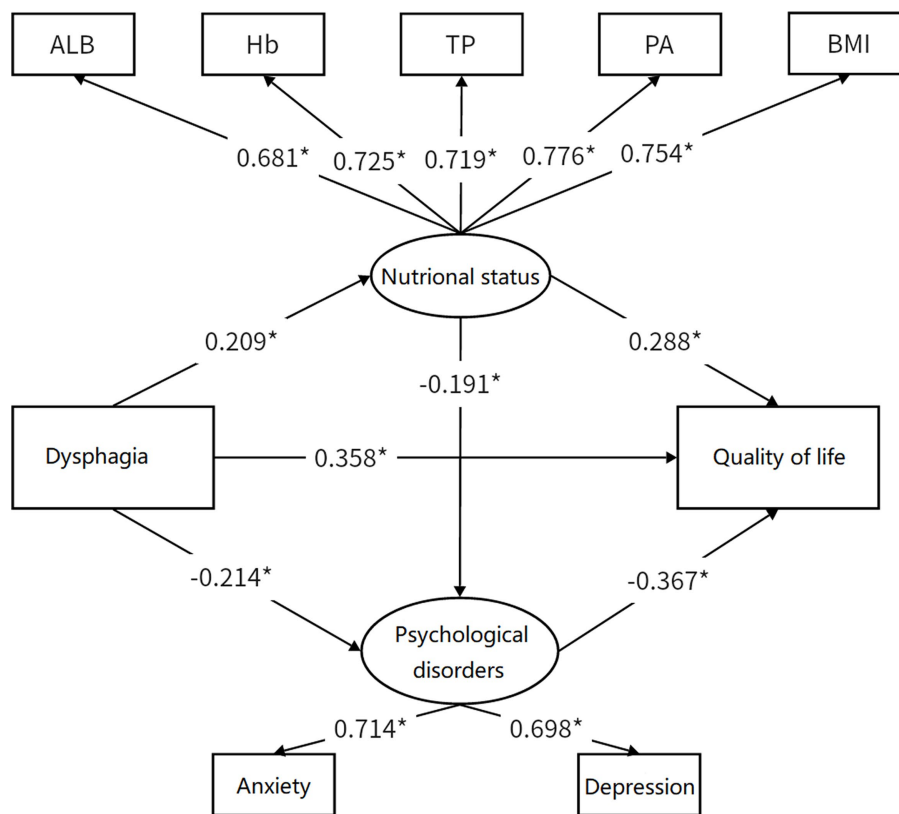 ALB
Hb
TP
PA
BMI
0.681*
0.725*
0.719*
0.776*
0.754*
Nutrional status
0.209*
0.288*
-0.191*
Dysphagia
0.358*
Quality of life
-0.214*
-0.367*
Psychological
disorders
0.714*
0.698*
Anxiety
Depression